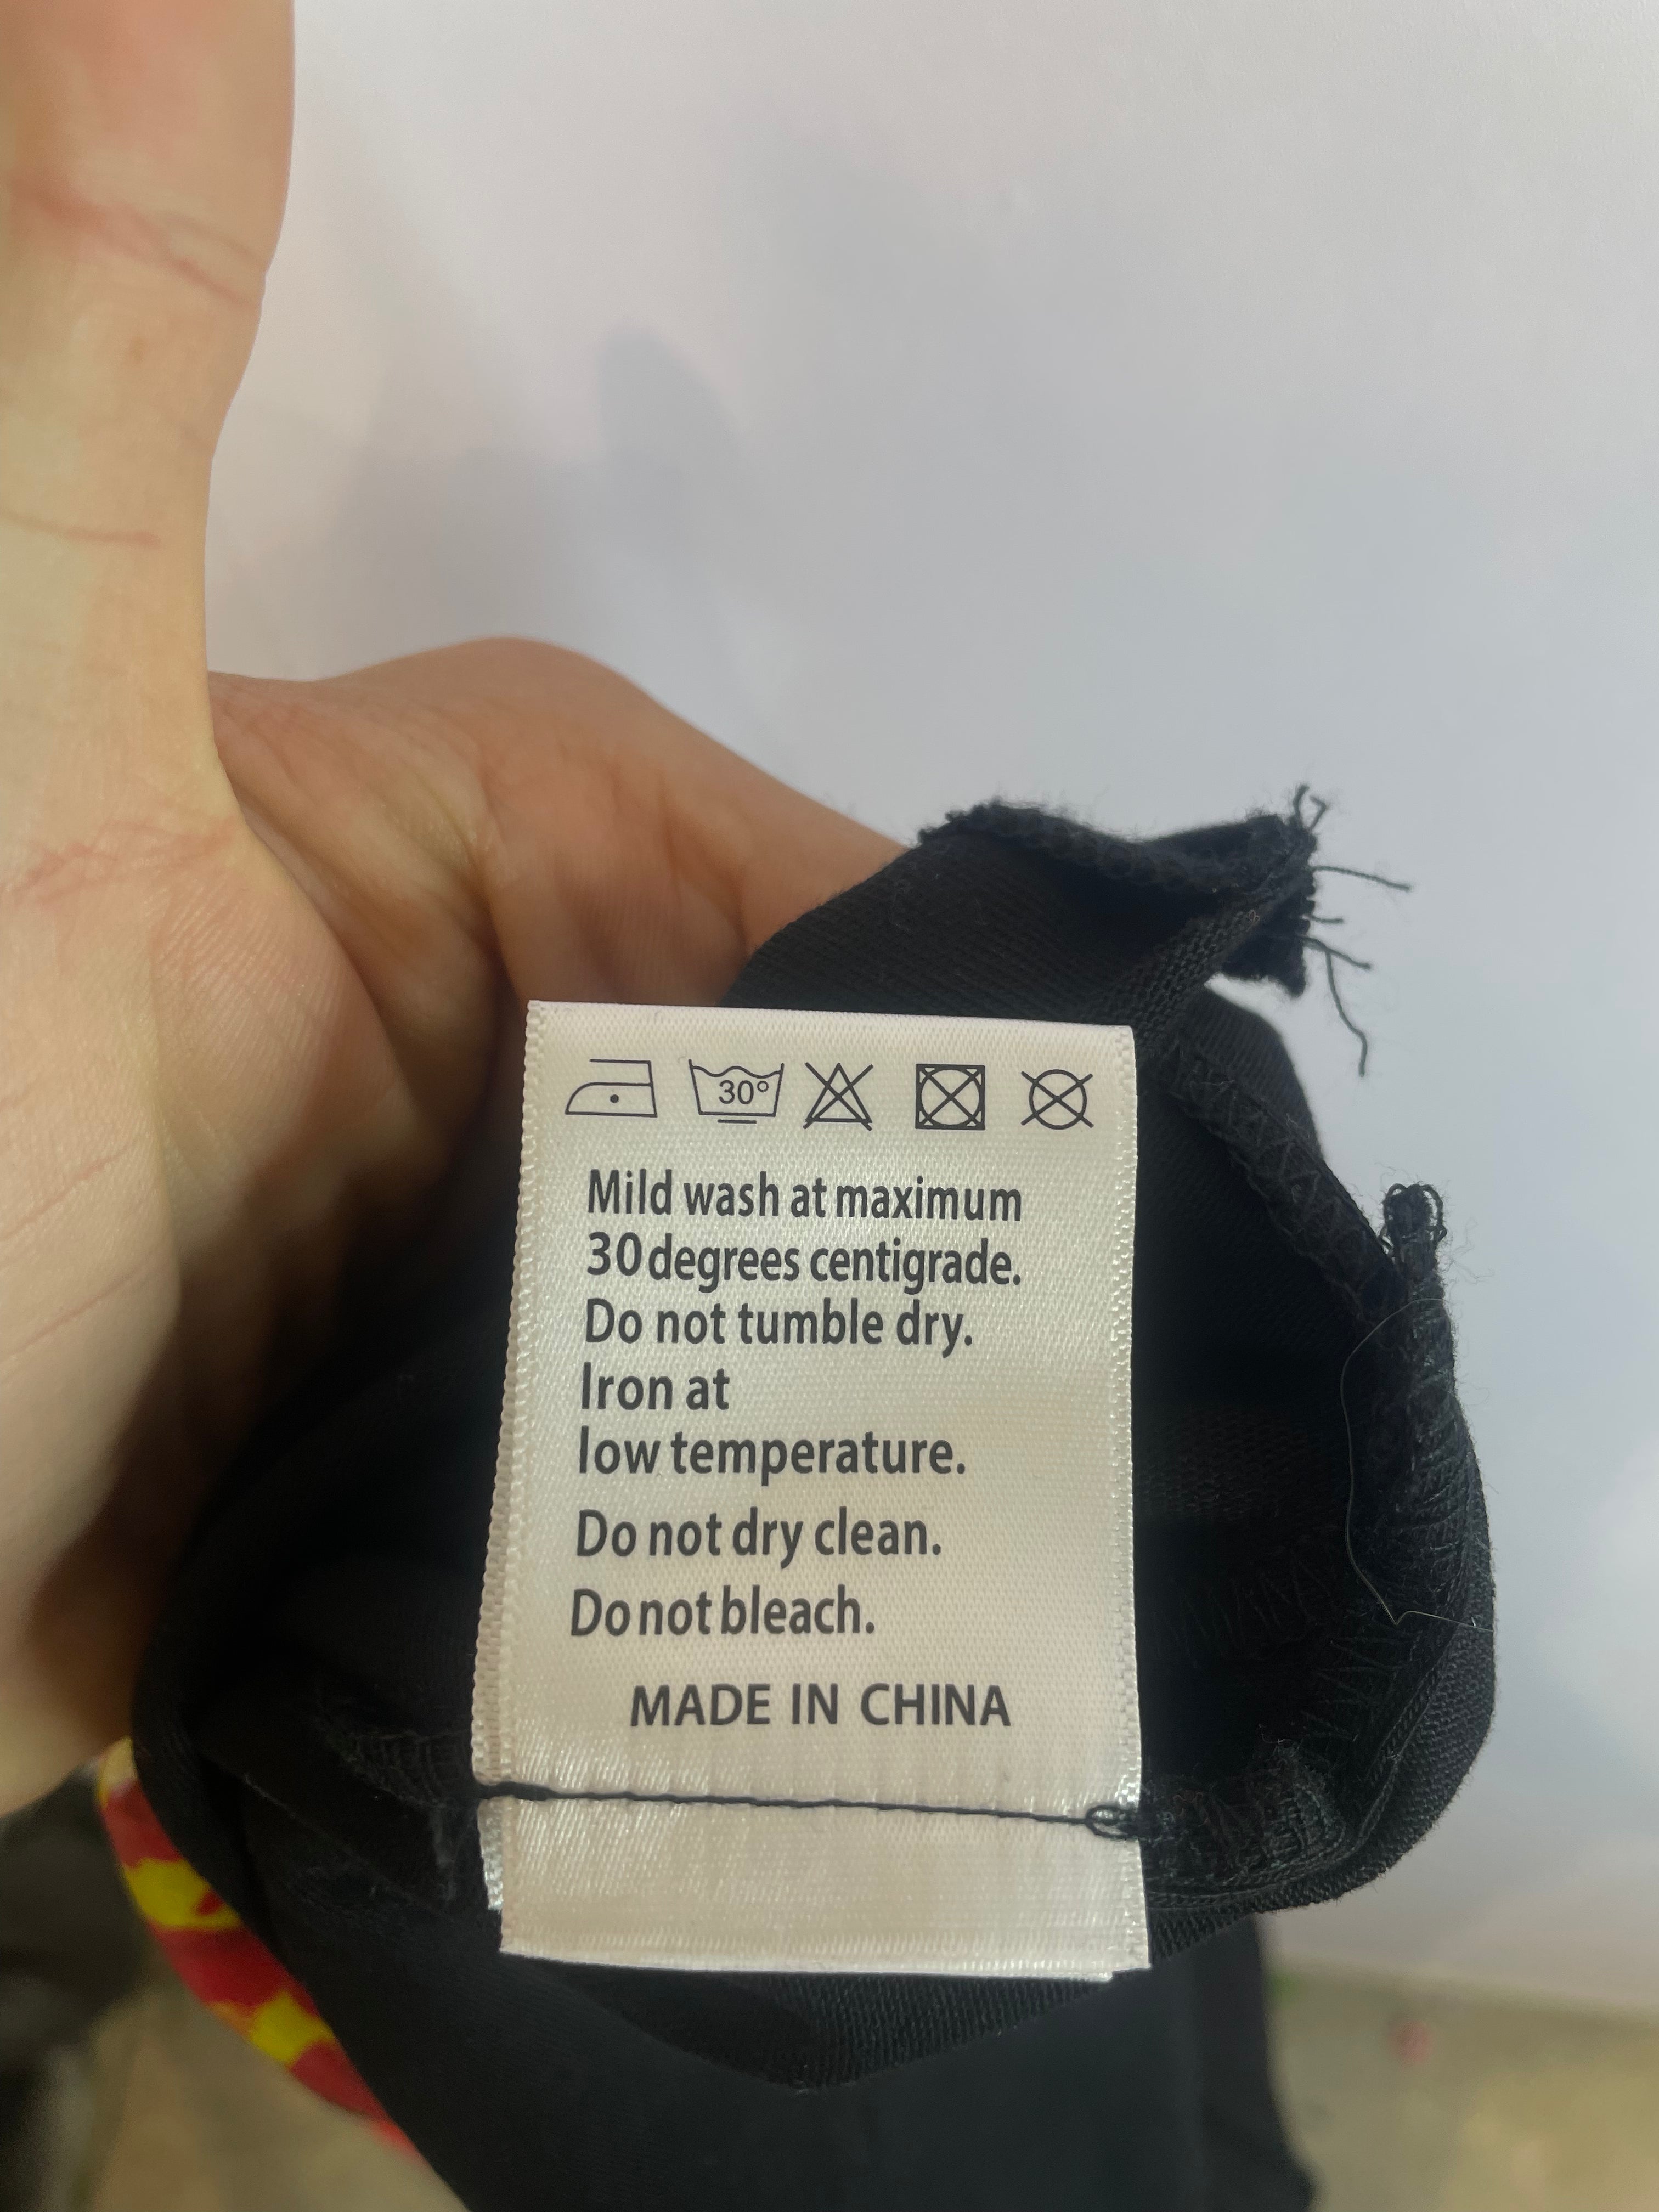 30°
Mild wash at maximum
30 degrees centigrade.
Do not tumble dry.
Iron at
low temperature.
Do not dry clean.
Do not bleach.
MADE IN CHINA